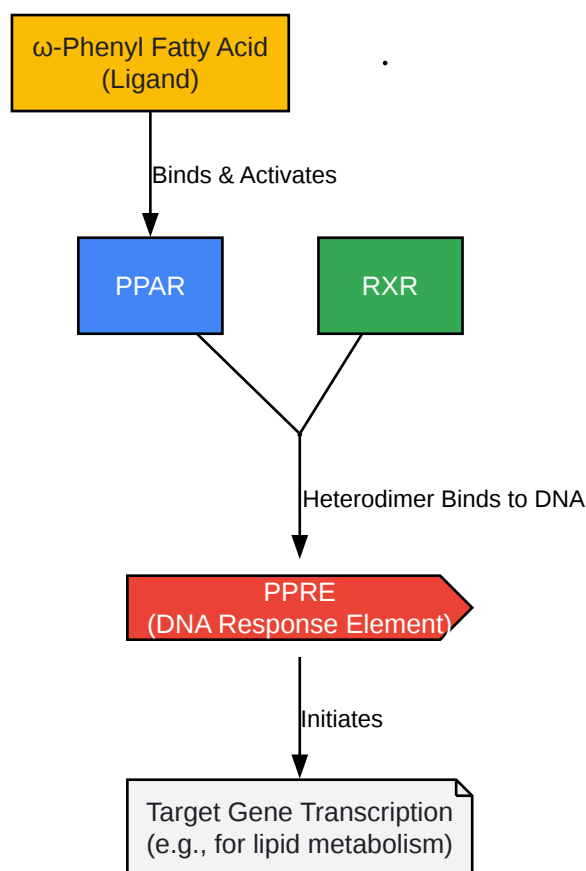 ω-Phenyl Fatty Acid
(Ligand)
Binds & Activates
PPAR
RXR
Heterodimer Binds to DNA
PPRE
(DNA Response Element)
Initiates
Target Gene Transcription
(e.g., for lipid metabolism)